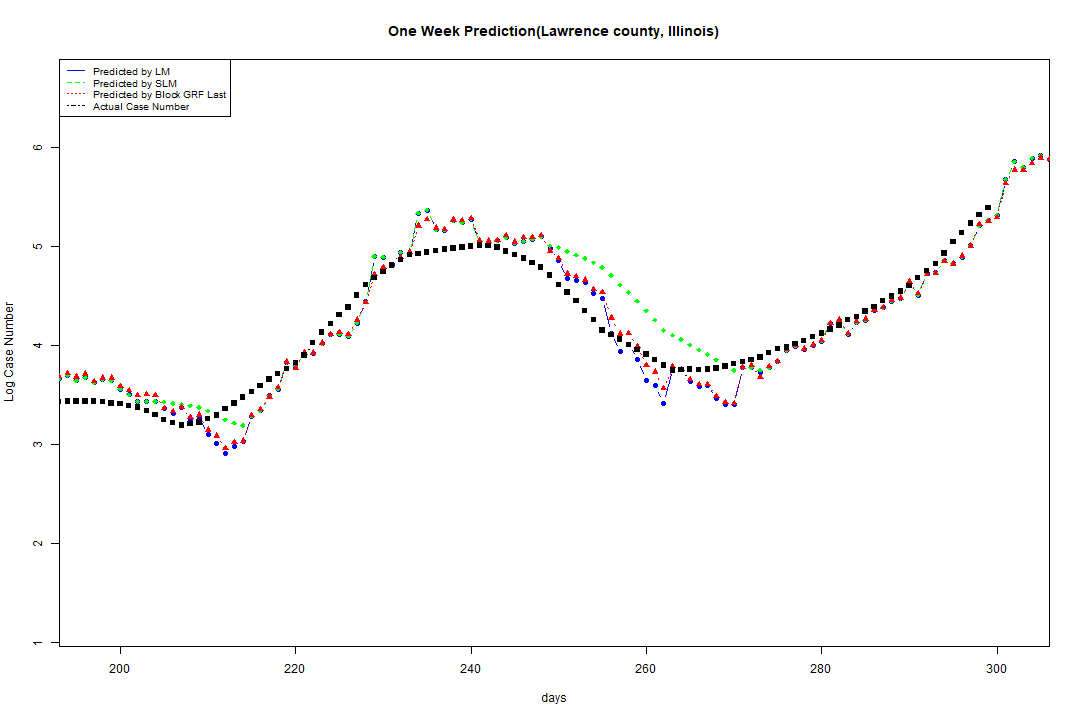 One Week Prediction(Lawrence county, Illinois)
Predicted by LM
Predicted by SLM
Predicted by Block GRF Last
Actual Case Number
Log Case Number
6
5
4
3
2
1
200 220 240 260 280 300
days